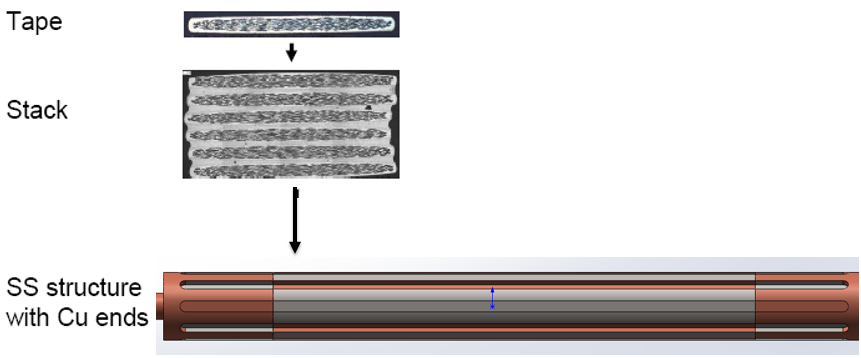 Tape
Stack
SS structure
with Cu ends